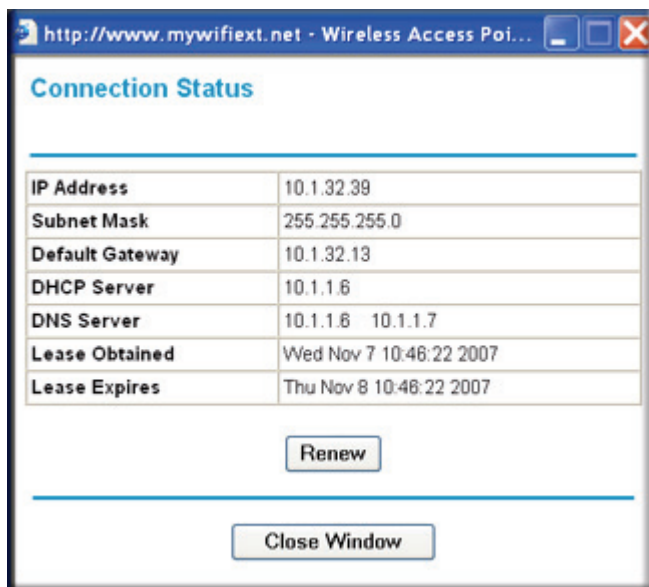 http://www.mywifiext.net - Wireless Access Poi...
Connection Status
IP Address 10.1.32.39
Subnet Mask 255.255.255.0
Default Gateway 10.1.32.13
DHCP Server 10.1.1.6
DNS Server 10.1.1.6 10.1.1.7
Lease Obtained Wed Nov 7 10:46:22 2007
Lease Expires Thu Nov 8 10:46:22 2007
Renew
Close Window